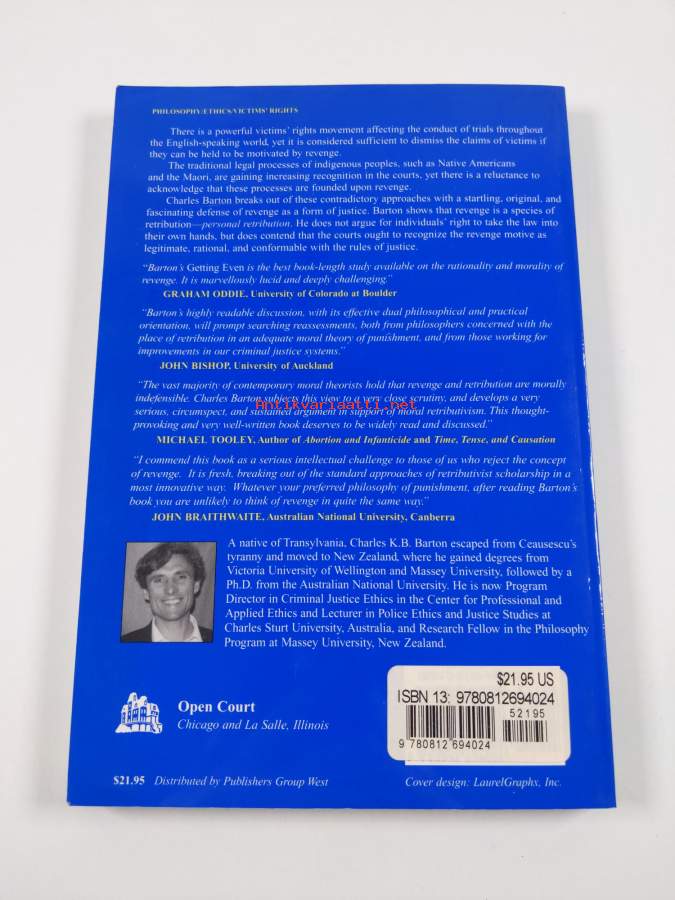 PHILOSOPHY/ETHICS/VICTIMS' RIGHTS
There is a powerful victims' rights movement affecting the conduct of trials throughout
the English-speaking world, yet it is considered sufficient to dismiss the claims of victims if
they can be held to be motivated by revenge.
The traditional legal processes of indigenous peoples, such as Native Americans
and the Maori, are gaining increasing recognition in the courts, yet there is a reluctance to
acknowledge that these processes are founded upon revenge.
Charles Barton breaks out of these contradictory approaches with a startling, original, and
fascinating defense of revenge as a form of justice. Barton shows that revenge is a species of
retribution—personal retribution. He does not argue for individuals' right to take the law into
their own hands, but does contend that the courts ought to recognize the revenge motive as
legitimate, rational, and conformable with the rules of justice.
"Barton's Getting Even is the best book-length study available on the rationality and morality of
revenge. It is marvellously lucid and deeply challenging."
GRAHAM ODDIE, University of Colorado at Boulder
"Barton's highly readable discussion, with its effective dual philosophical and practical
orientation, will prompt searching reassessments, both from philosophers concerned with the
place of retribution in an adequate moral theory of punishment, and from those working for
improvements in our criminal justice systems."
JOHN BISHOP, University of Auckland
"The vast majority of contemporary moral theorists hold that revenge and retribution are morally
indefensible. Charles Barton subjects this view to a very close scrutiny, and develops a very
serious, circumspect, and sustained argument in support of moral retributivism. This thought-
provoking and very well-written book deserves to be widely read and discussed."
Antikvariaatti.net
MICHAEL TOOLEY, Author of Abortion and Infanticide and Time, Tense, and Causation
"I commend this book as a serious intellectual challenge to those of us who reject the concept
of revenge. It is fresh, breaking out of the standard approaches of retributivist scholarship in a
most innovative way. Whatever your preferred philosophy of punishment, after reading Barton's
book you are unlikely to think of revenge in quite the same way."
JOHN BRAITHWAITE, Australian National University, Canberra
A native of Transylvania, Charles K.B. Barton escaped from Ceausescu's
tyranny and moved to New Zealand, where he gained degrees from
Victoria University of Wellington and Massey University, followed by a
Ph.D. from the Australian National University. He is now Program
Director in Criminal Justice Ethics in the Center for Professional and
Applied Ethics and Lecturer in Police Ethics and Justice Studies at
Charles Sturt University, Australia, and Research Fellow in the Philosophy
Program at Massey University, New Zealand.
Open Court
Chicago and La Salle, Illinois
$21.95 US
ISBN 13: 9780812694024
52195
9 780812 694024
$21.95 Distributed by Publishers Group West
Cover design: LaurelGraphx, Inc.